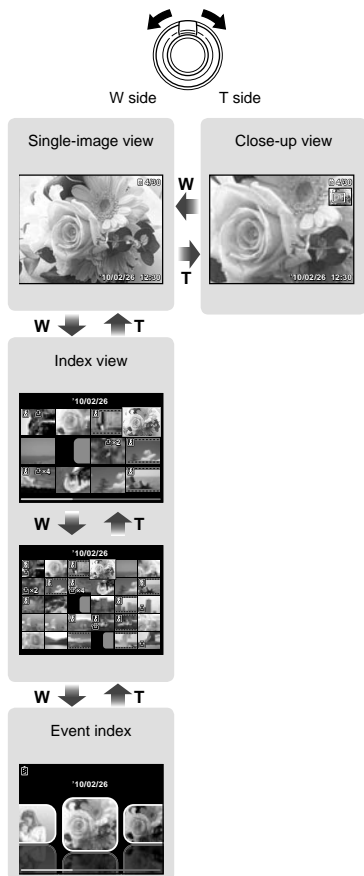 W side T side
Single-image view
Close-up view
4/30
'10/02/26 12:30
W
T
4/30
'10/02/26 12:30
W T
Index view
'10/02/26
×2
×4
W T
'10/02/26
×2 ×4
W T
Event index
'10/02/26